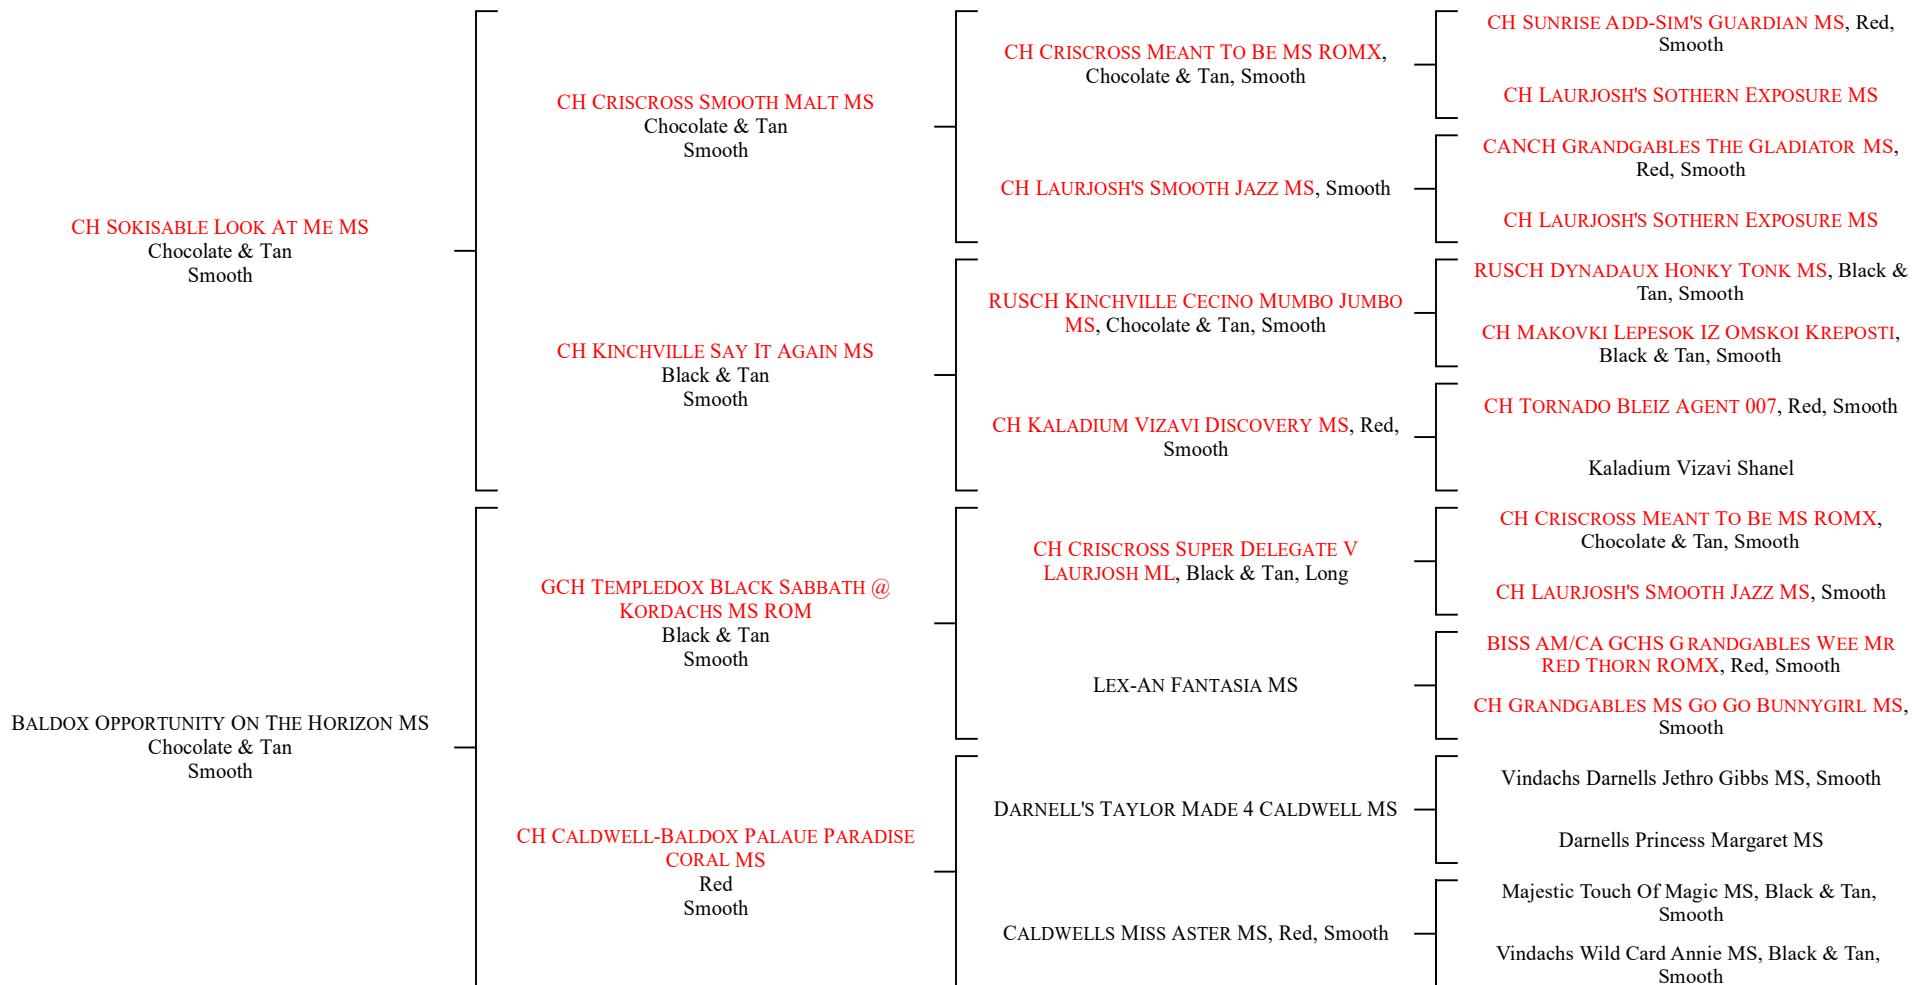 CH SOKISABLE LOOK AT ME MS
Chocolate & Tan
Smooth
BALDOX OPPORTUNITY ON THE HORIZON MS
Chocolate & Tan
Smooth
CH CRISCROSS SMOOTH MALT MS
Chocolate & Tan
Smooth
CH KINCHVILLE SAY IT AGAIN MS
Black & Tan
Smooth
GCH TEMPLEDOX BLACK SABBATH @
KORDACHS MS ROM
Black & Tan
Smooth
CH CALDWELL-BALDOX PALAUE PARADISE
CORAL MS
Red
Smooth
CH CRISCROSS MEANT TO BE MS ROMX,
Chocolate & Tan, Smooth
CH LAURJOSH'S SMOOTH JAZZ MS, Smooth
RUSCH KINCHVILLE CECINO MUMBO JUMBO
MS, Chocolate & Tan, Smooth
CH KALADIUM VIZAVI DISCOVERY MS, Red,
Smooth
CH CRISCROSS SUPER DELEGATE V
LAURJOSH ML, Black & Tan, Long
LEX-AN FANTASIA MS
DARNELL'S TAYLOR MADE 4 CALDWELL MS
CALDWELLS MISS ASTER MS, Red, Smooth
CH SUNRISE ADD-SIM'S GUARDIAN MS, Red,
Smooth
CH LAURJOSH'S SOTHERN EXPOSURE MS
CANCH GRANDGABLES THE GLADIATOR MS,
Red, Smooth
CH LAURJOSH'S SOTHERN EXPOSURE MS
RUSCH DYNADAUX HONKY TONK MS, Black &
Tan, Smooth
CH MAKOVKI LEPESOK IZ OMSKOI KREPOSTI,
Black & Tan, Smooth
CH TORNADO BLEIZ AGENT 007, Red, Smooth
Kaladium Vizavi Shanel
CH CRISCROSS MEANT TO BE MS ROMX,
Chocolate & Tan, Smooth
CH LAURJOSH'S SMOOTH JAZZ MS, Smooth
BISS AM/CA GCHS GRANDGABLES WEE MR
RED THORN ROMX, Red, Smooth
CH GRANDGABLES MS GO GO BUNNYGIRL MS,
Smooth
Vindachs Darnells Jethro Gibbs MS, Smooth
Darnells Princess Margaret MS
Majestic Touch Of Magic MS, Black & Tan,
Smooth
Vindachs Wild Card Annie MS, Black & Tan,
Smooth